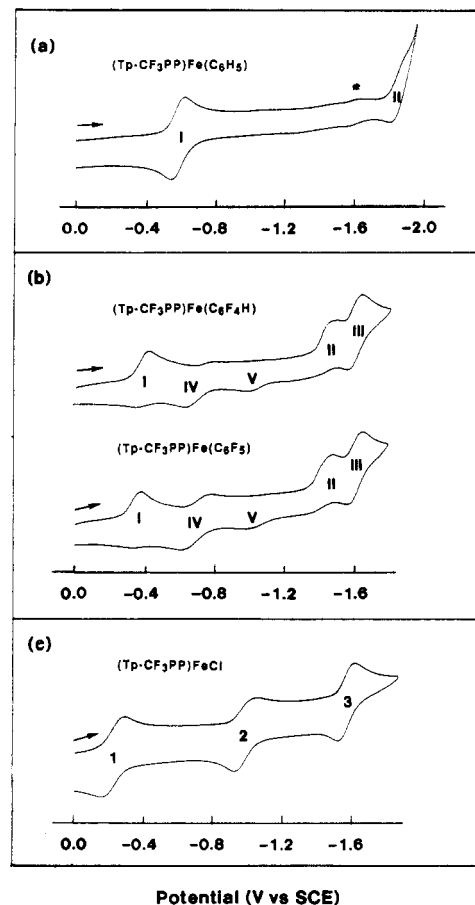 (a)
(Tp-CF₃PP)Fe(C₆H₅)
*
I
II
0.0 -0.4 -0.8 -1.2 -1.6 -2.0
(b)
(Tp-CF₃PP)Fe(C₆F₄H)
I IV V II III
(Tp-CF₃PP)Fe(C₆F₅)
I IV V II III
0.0 -0.4 -0.8 -1.2 -1.6
(c)
(Tp-CF₃PP)FeCl
1 2 3
0.0 -0.4 -0.8 -1.2 -1.6
Potential (V vs SCE)